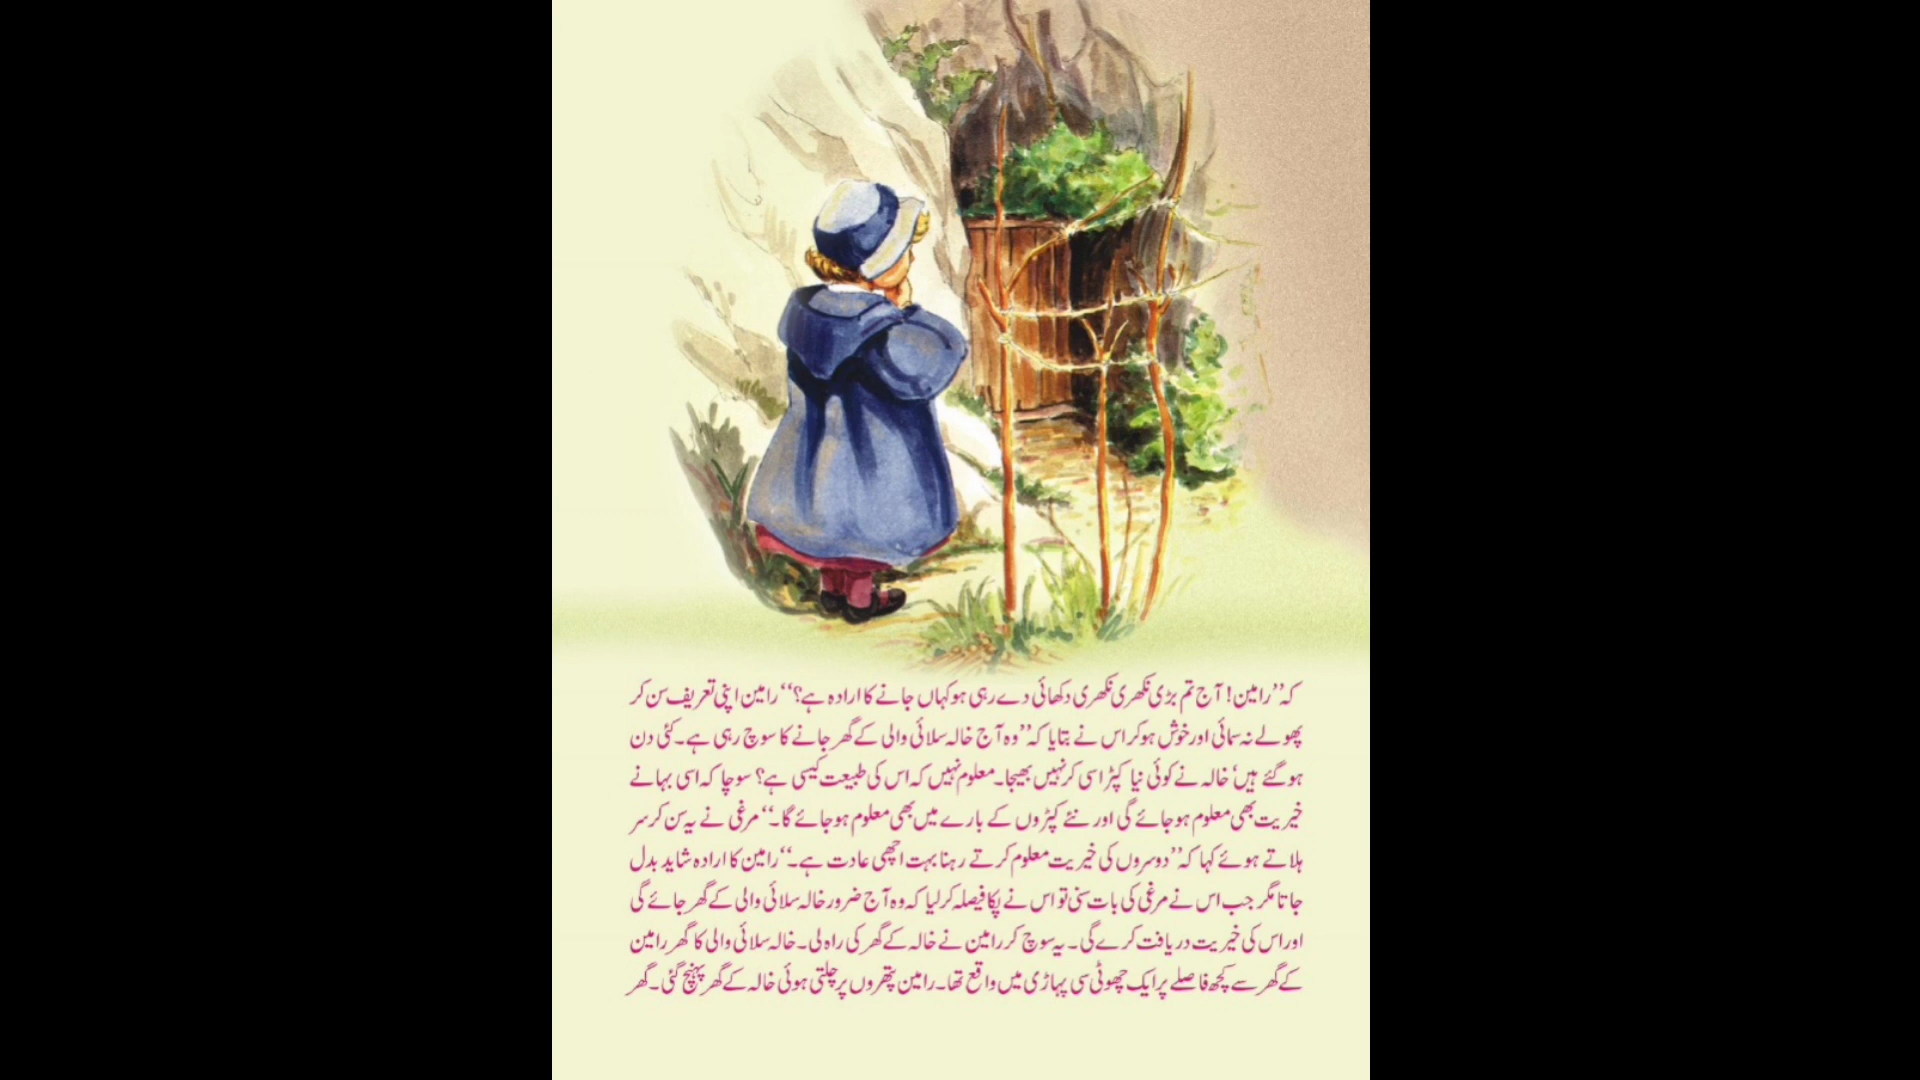 کہ’’رامین! آج تم بڑی نکھری نکھری دکھائی دے رہی ہو کہاں جانے کا ارادہ ہے؟‘‘ رامین اپنی تعریف سن کر
پھولے نہ سمائی اور خوش ہوکر اس نے بتایا کہ’’وہ آج خالہ سلائی والی کے گھر جانے کا سوچ رہی ہے۔ کئی دن
ہوگئے ہیں‘ خالہ نے کوئی نیا کپڑا سی کر نہیں بھیجا۔ معلوم نہیں کہ اس کی طبیعت کیسی ہے؟ سوچا کہ اسی بہانے
خیریت بھی معلوم ہوجائے گی اور نئے کپڑوں کے بارے میں بھی معلوم ہوجائے گا۔‘‘ مرغی نے یہ سن کر سر
ہلاتے ہوئے کہا کہ’’دوسروں کی خیریت معلوم کرتے رہنا بہت اچھی عادت ہے۔‘‘ رامین کا ارادہ شاید بدل
جاتا مگر جب اس نے مرغی کی بات سنی تو اس نے پکا فیصلہ کرلیا کہ وہ آج ضرور خالہ سلائی والی کے گھر جائے گی
اور اس کی خیریت دریافت کرے گی۔ یہ سوچ کر رامین نے خالہ کے گھر کی راہ لی۔ خالہ سلائی والی کا گھر رامین
کے گھر سے کچھ فاصلے پر ایک چھوٹی سی پہاڑی میں واقع تھا۔ رامین پتھروں پر چلتی ہوئی خالہ کے گھر پہنچ گئی۔ گھر